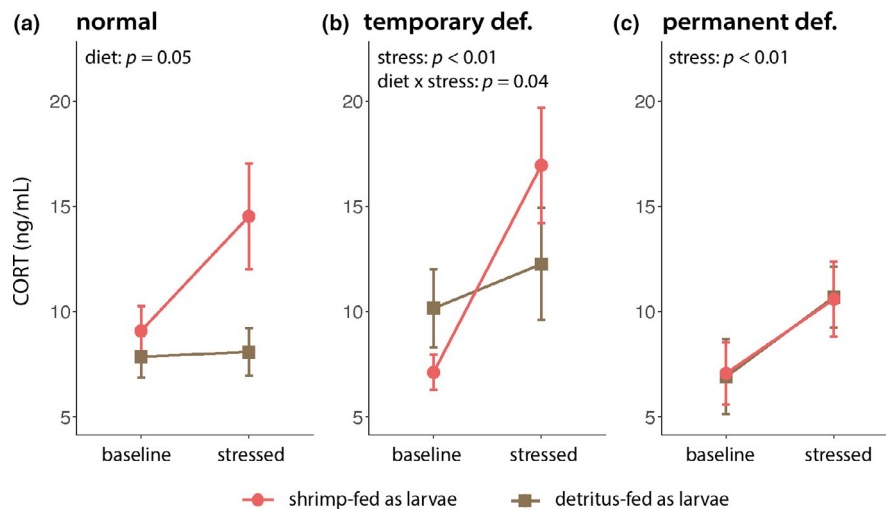 (a) normal
diet: p = 0.05
(b) temporary def.
stress: p < 0.01
diet x stress: p = 0.04
(c) permanent def.
stress: p < 0.01
CORT (ng/mL)
20
15
10
5
baseline stressed
20
15
10
5
baseline stressed
20
15
10
5
baseline stressed
shrimp-fed as larvae detritus-fed as larvae